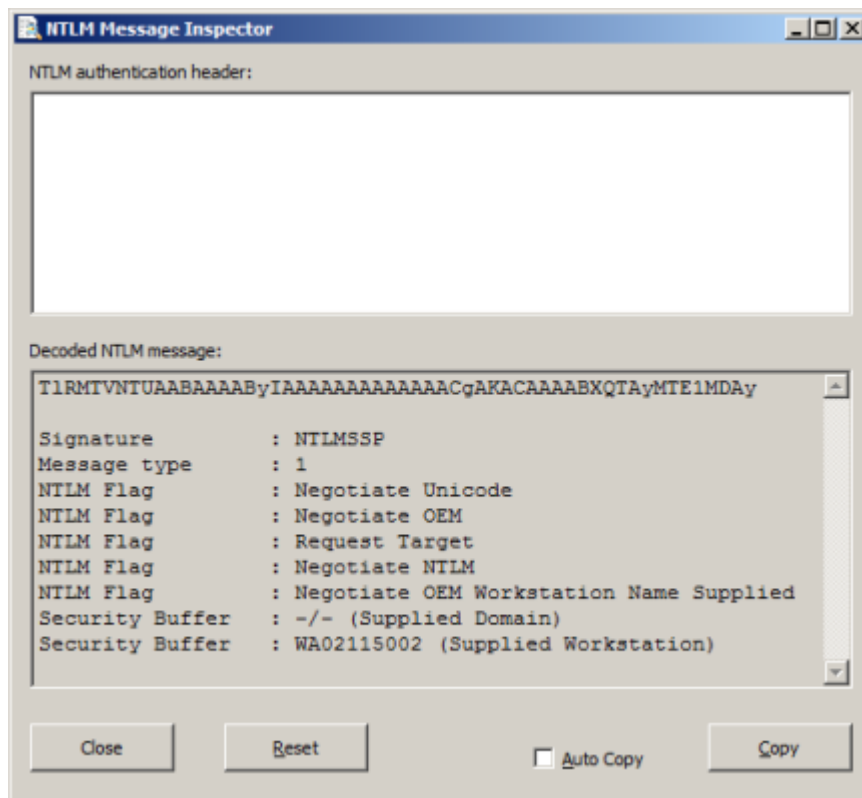 NTLM Message Inspector
NTLM authentication header:
Decoded NTLM message:
TlRMTVNTUAABAAAAByIAAAAAAAAAAAAACgAKACAAAABXQTAyMTE1MDAy
Signature : NTLMSSP
Message type : 1
NTLM Flag : Negotiate Unicode
NTLM Flag : Negotiate OEM
NTLM Flag : Request Target
NTLM Flag : Negotiate NTLM
NTLM Flag : Negotiate OEM Workstation Name Supplied
Security Buffer : -/- (Supplied Domain)
Security Buffer : WA02115002 (Supplied Workstation)
Close
Reset
Auto Copy
Copy